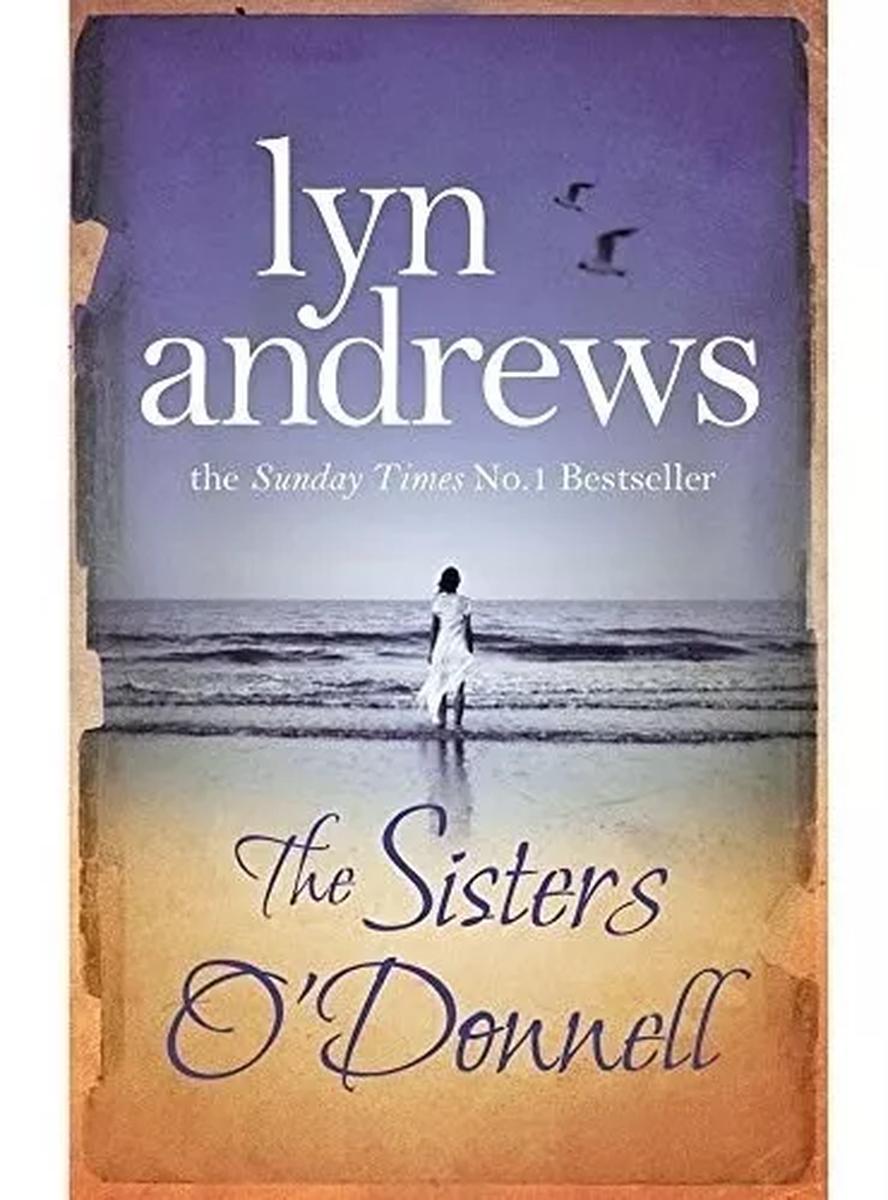 lyn
andrews
the Sunday Times No.1 Bestseller
The Sisters
O'Donnell